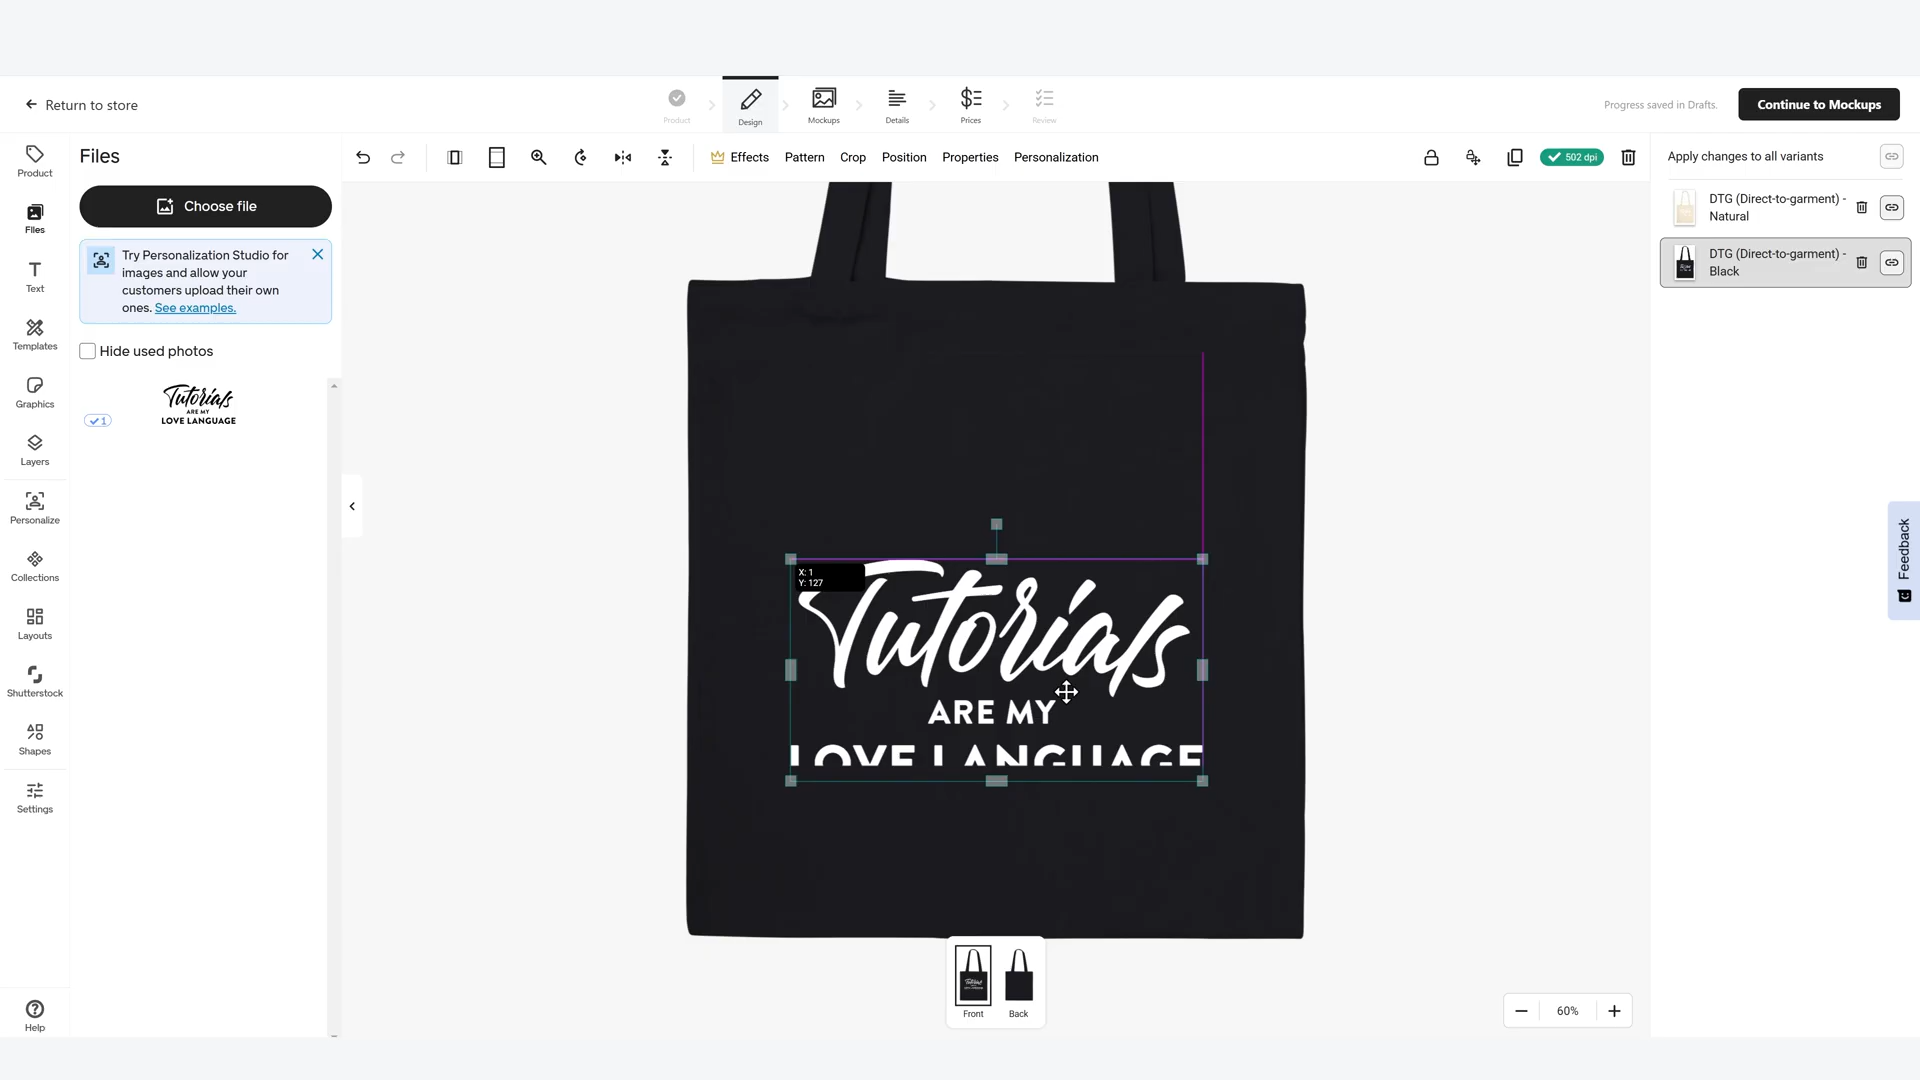 Return to store
Product
Design
Mockups
Details
Prices
Review
Progress saved in Drafts.
Continue to Mockups
Product
Files
Text
Templates
Graphics
Layers
Personalize
Collections
Layouts
Shutterstock
Shapes
Settings
Help
Files
Choose file
Try Personalization Studio for
images and allow your
customers upload their own
ones. See examples.
Hide used photos
1
Tutorials
ARE MY
LOVE LANGUAGE
Effects
Pattern
Crop
Position
Properties
Personalization
502 dpi
X: 1
Y: 127
Tutorials
ARE MY
LOVE LANGUAGE
Front
Back
60%
Apply changes to all variants
DTG (Direct-to-garment) -
Natural
DTG (Direct-to-garment) -
Black
Feedback